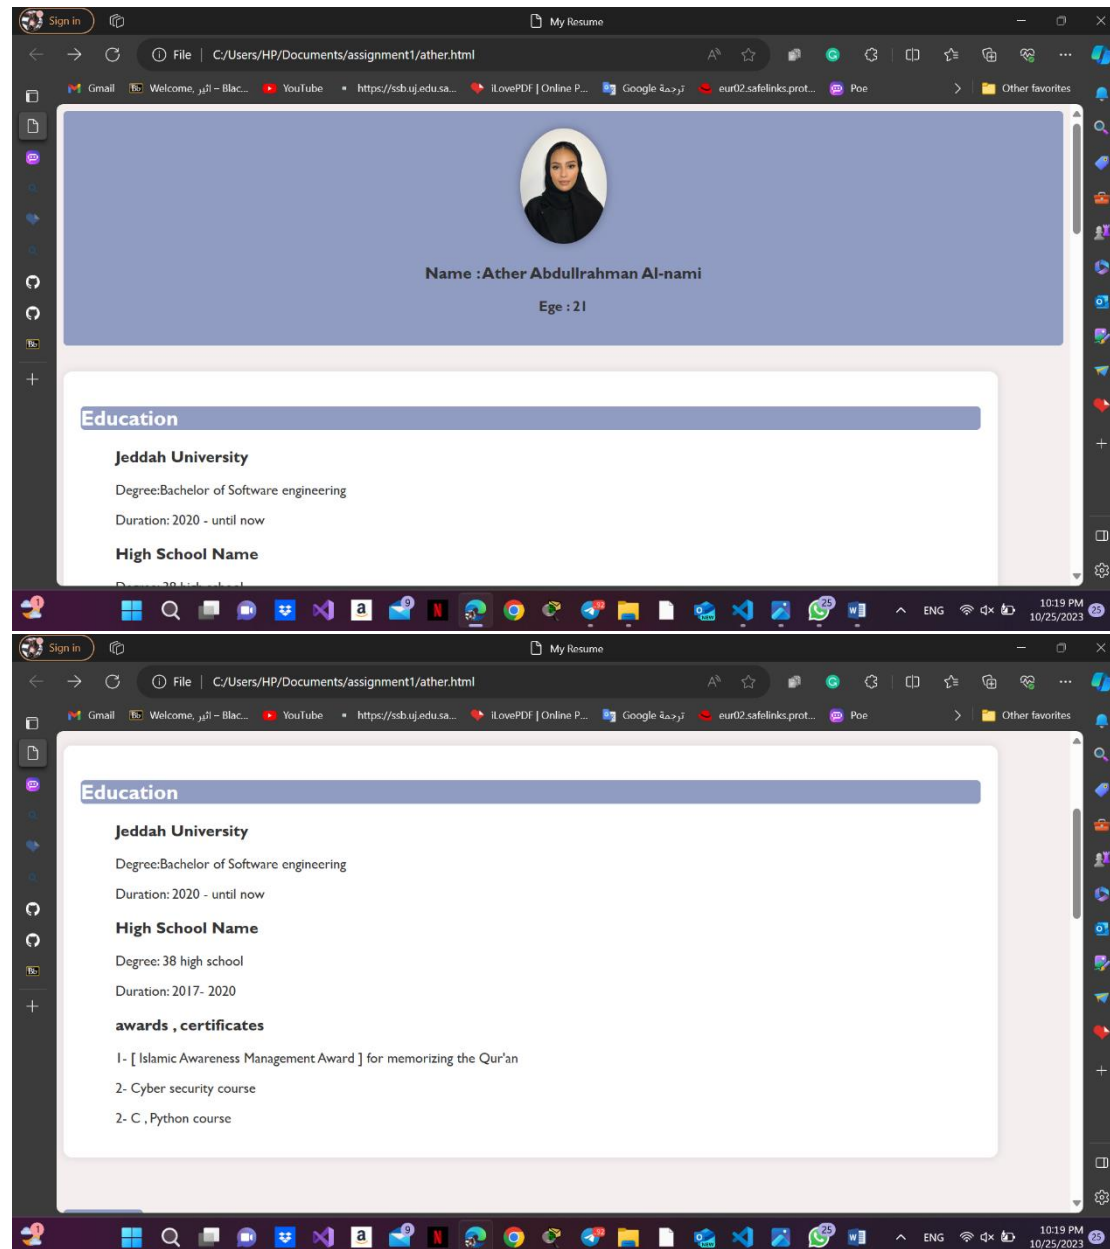 Sign in
My Resume
File | C:/Users/HP/Documents/assignment1/ather.html
Gmail Welcome, اثير – Blac... YouTube https://ssb.uj.edu.sa... iLovePDF | Online P... Google ترجمة eur02.safelinks.prot... Poe Other favorites
Name :Ather Abdullrahman Al-nami
Ege : 21
Education
Jeddah University
Degree:Bachelor of Software engineering
Duration: 2020 - until now
High School Name
Degree: 38 high school
ENG 10:19 PM
10/25/2023 25
Sign in
My Resume
File | C:/Users/HP/Documents/assignment1/ather.html
Gmail Welcome, اثير – Blac... YouTube https://ssb.uj.edu.sa... iLovePDF | Online P... Google ترجمة eur02.safelinks.prot... Poe Other favorites
Education
Jeddah University
Degree:Bachelor of Software engineering
Duration: 2020 - until now
High School Name
Degree: 38 high school
Duration: 2017- 2020
awards , certificates
1- [ Islamic Awareness Management Award ] for memorizing the Qur'an
2- Cyber security course
2- C , Python course
ENG 10:19 PM
10/25/2023 25